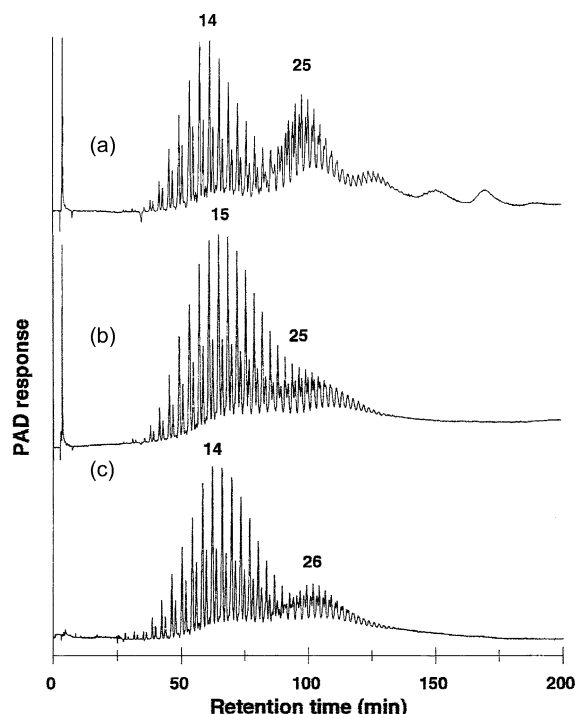 14
25
(a)
15
(b)
25
PAD response
14
(c)
26
0 50 100 150 200
Retention time (min)